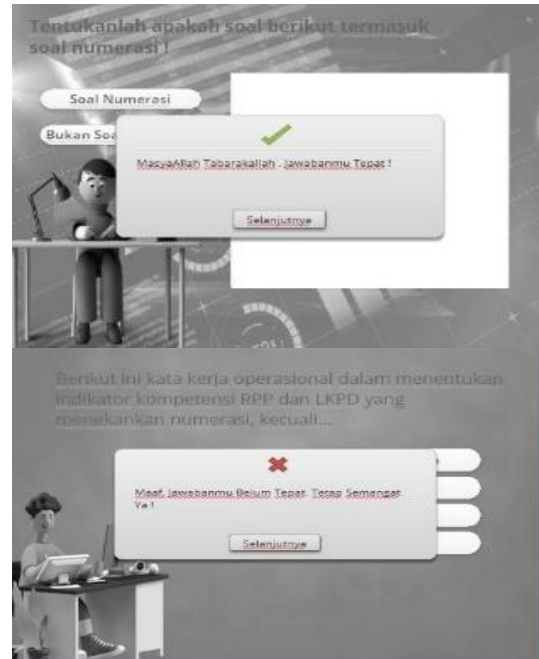 Tentukanlah apakah soal berikut termasuk
soal numerasi !
Soal Numerasi
Bukan Soa
MasyaAllah Tabarakallah . Jawabanmu Tepat !
Selanjutnya
Berikut ini kata kerja operasional dalam menentukan
indikator kompetensi RPP dan LKPD yang
menekankan numerasi, kecuali...
Maaf, Jawabanmu Belum Tepat. Tetap Semangat
Ya !
Selanjutnya